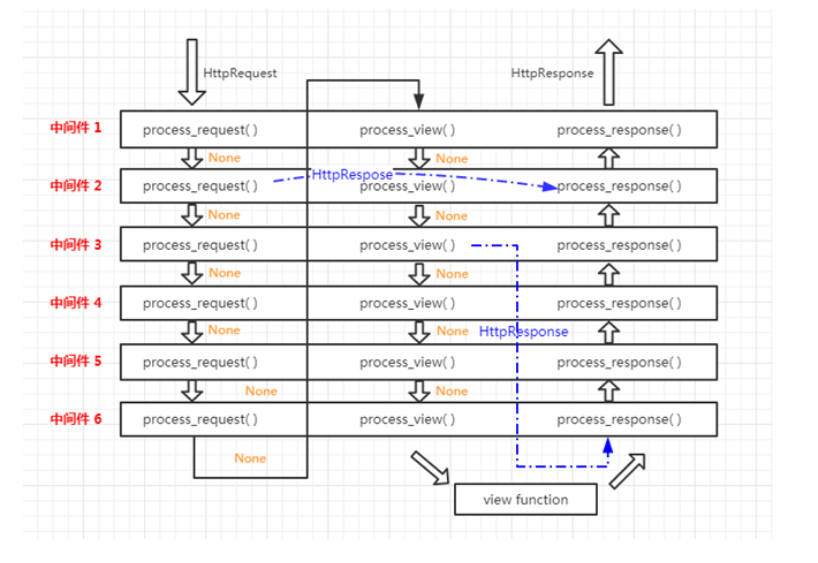 HttpRequest
HttpResponse
中间件 1
process_request( )
process_view( )
process_response( )
None
None
中间件 2
process_request( )
HttpRespose
process_view( )
process_response( )
None
None
中间件 3
process_request( )
process_view( )
process_response( )
None
None
中间件 4
process_request( )
process_view( )
process_response( )
None
None
HttpResponse
中间件 5
process_request( )
process_view( )
process_response( )
None
None
中间件 6
process_request( )
process_view( )
process_response( )
None
view function